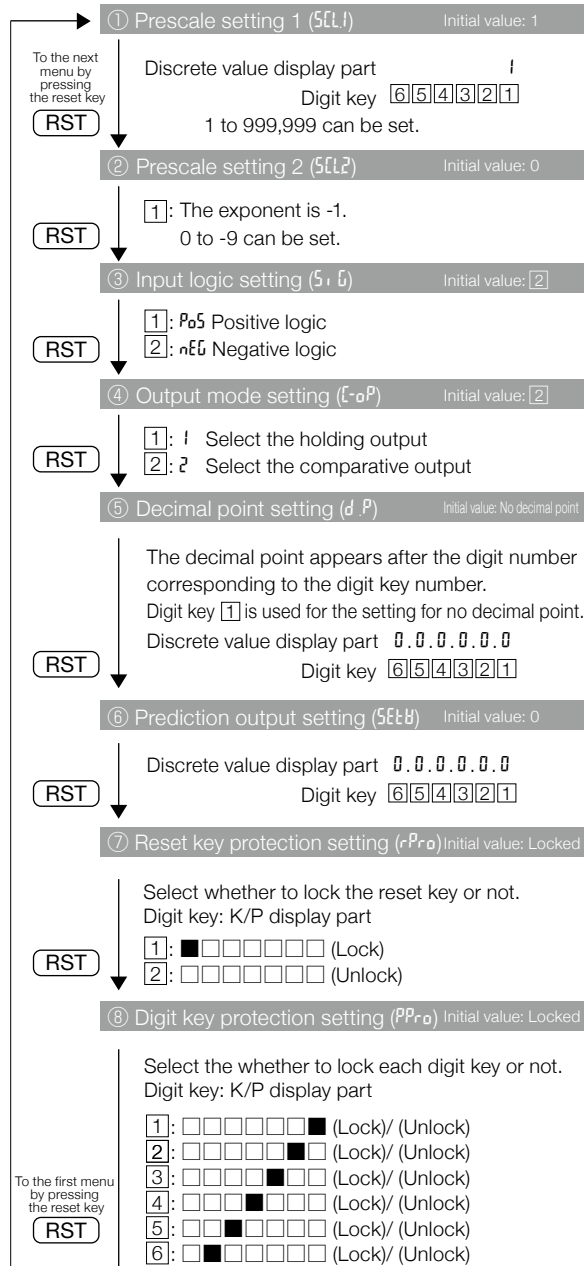 ① Prescale setting 1 (SCL1) Initial value: 1
To the next
menu by
pressing
the reset key
RST
Discrete value display part 1
Digit key 6 5 4 3 2 1
1 to 999,999 can be set.
② Prescale setting 2 (SCL2) Initial value: 0
RST
1: The exponent is -1.
0 to -9 can be set.
③ Input logic setting (SiG) Initial value: 2
RST
1: PoS Positive logic
2: nEG Negative logic
④ Output mode setting (C-oP) Initial value: 2
RST
1: 1 Select the holding output
2: 2 Select the comparative output
⑤ Decimal point setting (d.P) Initial value: No decimal point
The decimal point appears after the digit number
corresponding to the digit key number.
Digit key 1 is used for the setting for no decimal point.
Discrete value display part 0.0.0.0.0.0
RST
Digit key 6 5 4 3 2 1
⑥ Prediction output setting () Initial value: 0
Discrete value display part 0.0.0.0.0.0
RST
Digit key 6 5 4 3 2 1
⑦ Reset key protection setting (rPro) Initial value: Locked
Select whether to lock the reset key or not.
Digit key: K/P display part
RST
1: ■□□□□□□ (Lock)
2: □□□□□□□ (Unlock)
⑧ Digit key protection setting (PPro) Initial value: Locked
Select the whether to lock each digit key or not.
Digit key: K/P display part
1: □□□□□□■ (Lock)/ (Unlock)
2: □□□□□■□ (Lock)/ (Unlock)
3: □□□□■□□ (Lock)/ (Unlock)
4: □□□■□□□ (Lock)/ (Unlock)
5: □□■□□□□ (Lock)/ (Unlock)
6: □■□□□□□ (Lock)/ (Unlock)
To the first menu
by pressing
the reset key
RST